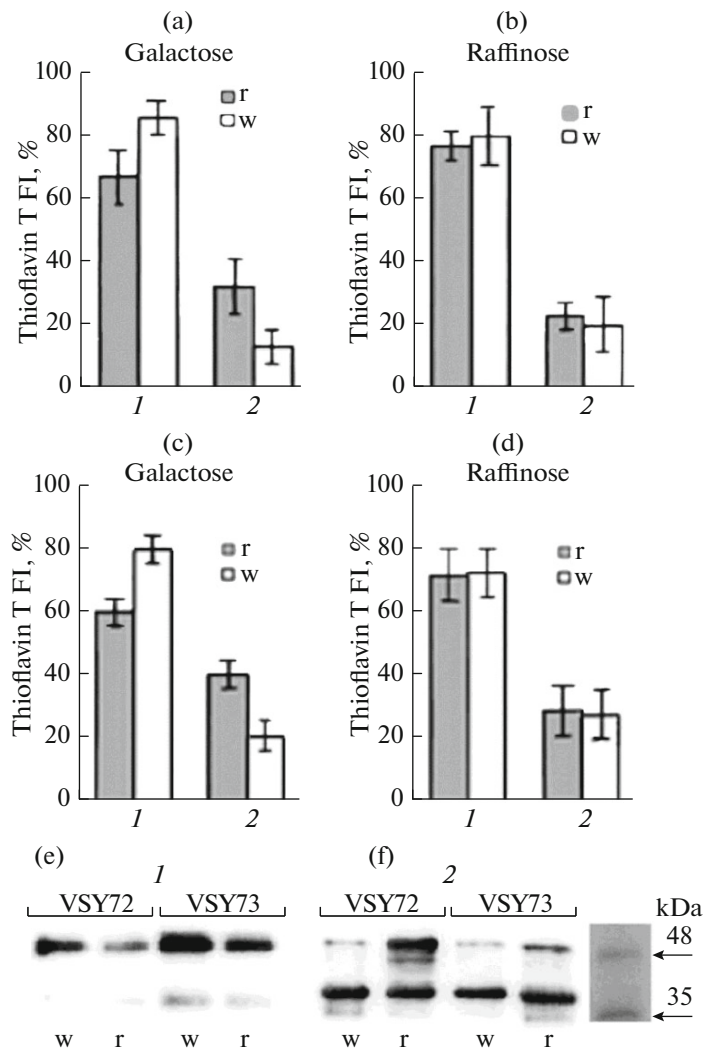 (a)
Galactose
Thioflavin T FI, %
100
80
60
40
20
0
r
w
1
2
(b)
Raffinose
Thioflavin T FI, %
100
80
60
40
20
0
r
w
1
2
(c)
Galactose
Thioflavin T FI, %
100
80
60
40
20
0
r
w
1
2
(d)
Raffinose
Thioflavin T FI, %
100
80
60
40
20
0
r
w
1
2
(e)
1
VSY72 VSY73
w r w r
(f)
2
VSY72 VSY73
w r w r
kDa
48
35